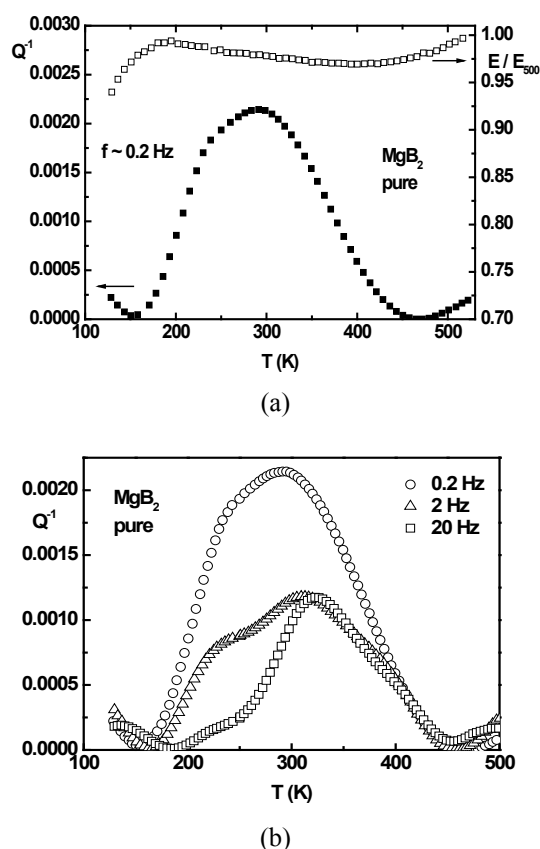 Q⁻¹
0.0030
0.0025
0.0020
0.0015
0.0010
0.0005
0.0000
f ~ 0.2 Hz
MgB₂
pure
1.00
0.95
0.90
0.85
0.80
0.75
0.70
E / E₅₀₀
100 200 300 400 500
T (K)
(a)
Q⁻¹
0.0020
0.0015
0.0010
0.0005
0.0000
MgB₂
pure
0.2 Hz
2 Hz
20 Hz
100 200 300 400 500
T (K)
(b)